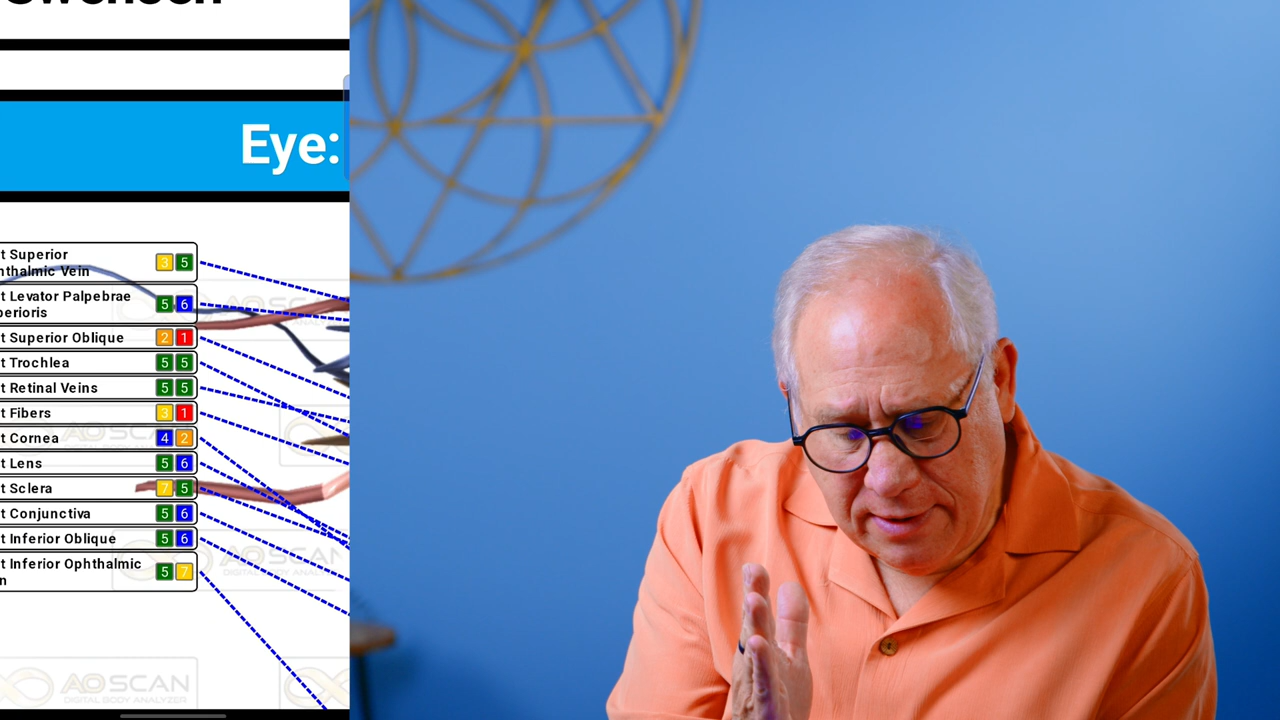 Eye:
t Superior 3 5
hthalmic Vein
t Levator Palpebrae 5 6
perioris
t Superior Oblique 2 1
t Trochlea 5 5
t Retinal Veins 5 5
t Fibers 3 1
t Cornea 4 2
t Lens 5 6
t Sclera 7 5
t Conjunctiva 5 6
t Inferior Oblique 5 6
t Inferior Ophthalmic 5 7
n
AO SCAN
DIGITAL BODY ANALYZER